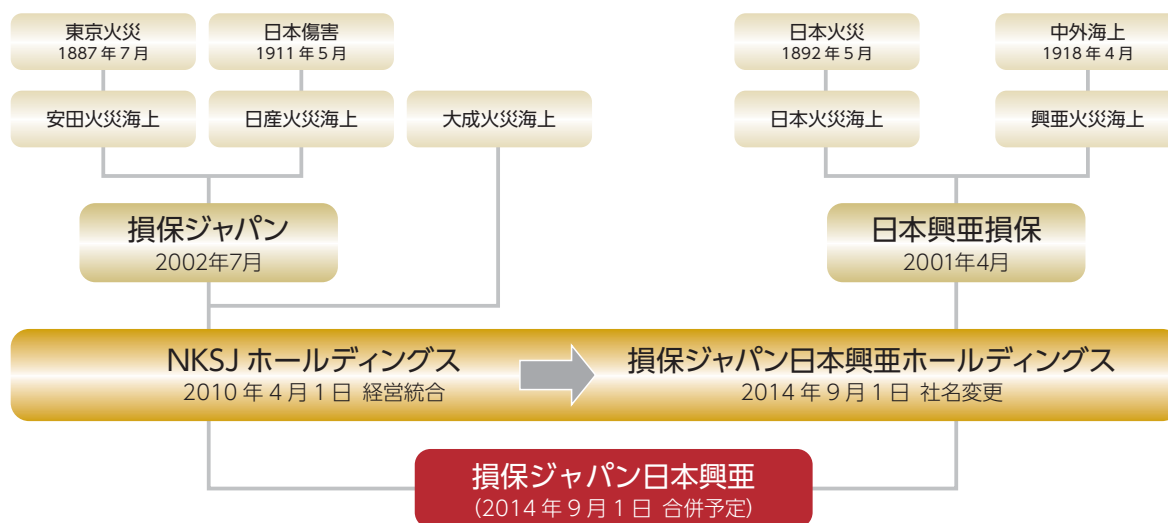 東京火災
1887年7月
日本傷害
1911年5月
日本火災
1892年5月
中外海上
1918年4月
安田火災海上
日産火災海上
大成火災海上
日本火災海上
興亜火災海上
損保ジャパン
2002年7月
日本興亜損保
2001年4月
NKSJ ホールディングス
2010年4月1日 経営統合
損保ジャパン日本興亜ホールディングス
2014年9月1日 社名変更
損保ジャパン日本興亜
(2014年9月1日 合併予定)